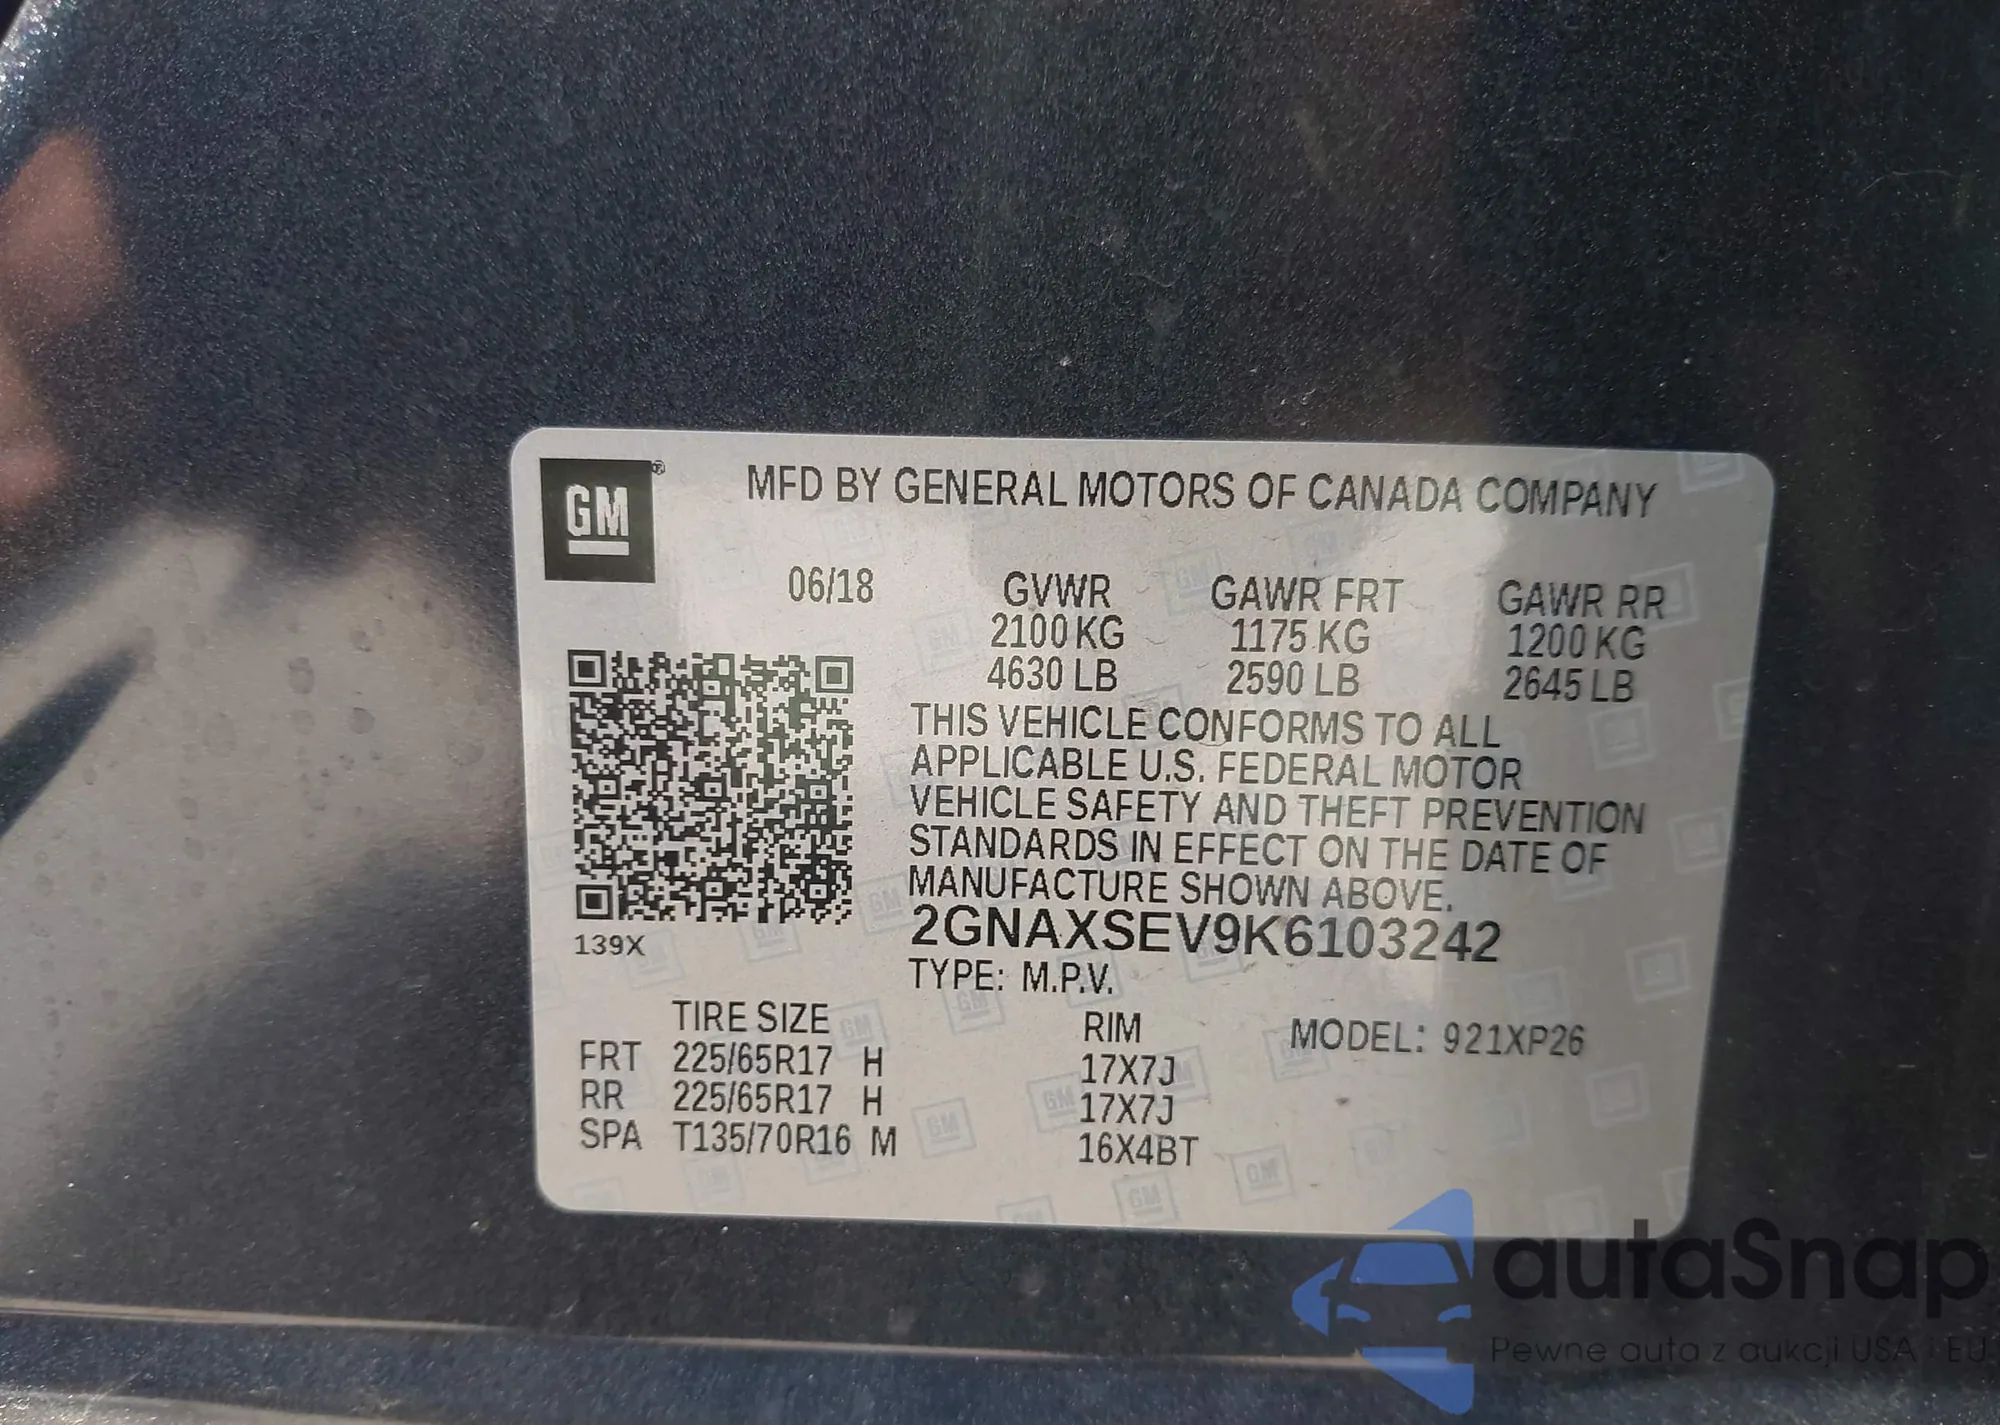 GM ®
MFD BY GENERAL MOTORS OF CANADA COMPANY
06/18 GVWR GAWR FRT GAWR RR
2100 KG 1175 KG 1200 KG
4630 LB 2590 LB 2645 LB
THIS VEHICLE CONFORMS TO ALL
APPLICABLE U.S. FEDERAL MOTOR
VEHICLE SAFETY AND THEFT PREVENTION
STANDARDS IN EFFECT ON THE DATE OF
MANUFACTURE SHOWN ABOVE.
2GNAXSEV9K6103242
139X
TYPE: M.P.V.
TIRE SIZE RIM MODEL: 921XP26
FRT 225/65R17 H 17X7J
RR 225/65R17 H 17X7J
SPA T135/70R16 M 16X4BT
autaSnap
Pewne auta z aukcji USA i EU